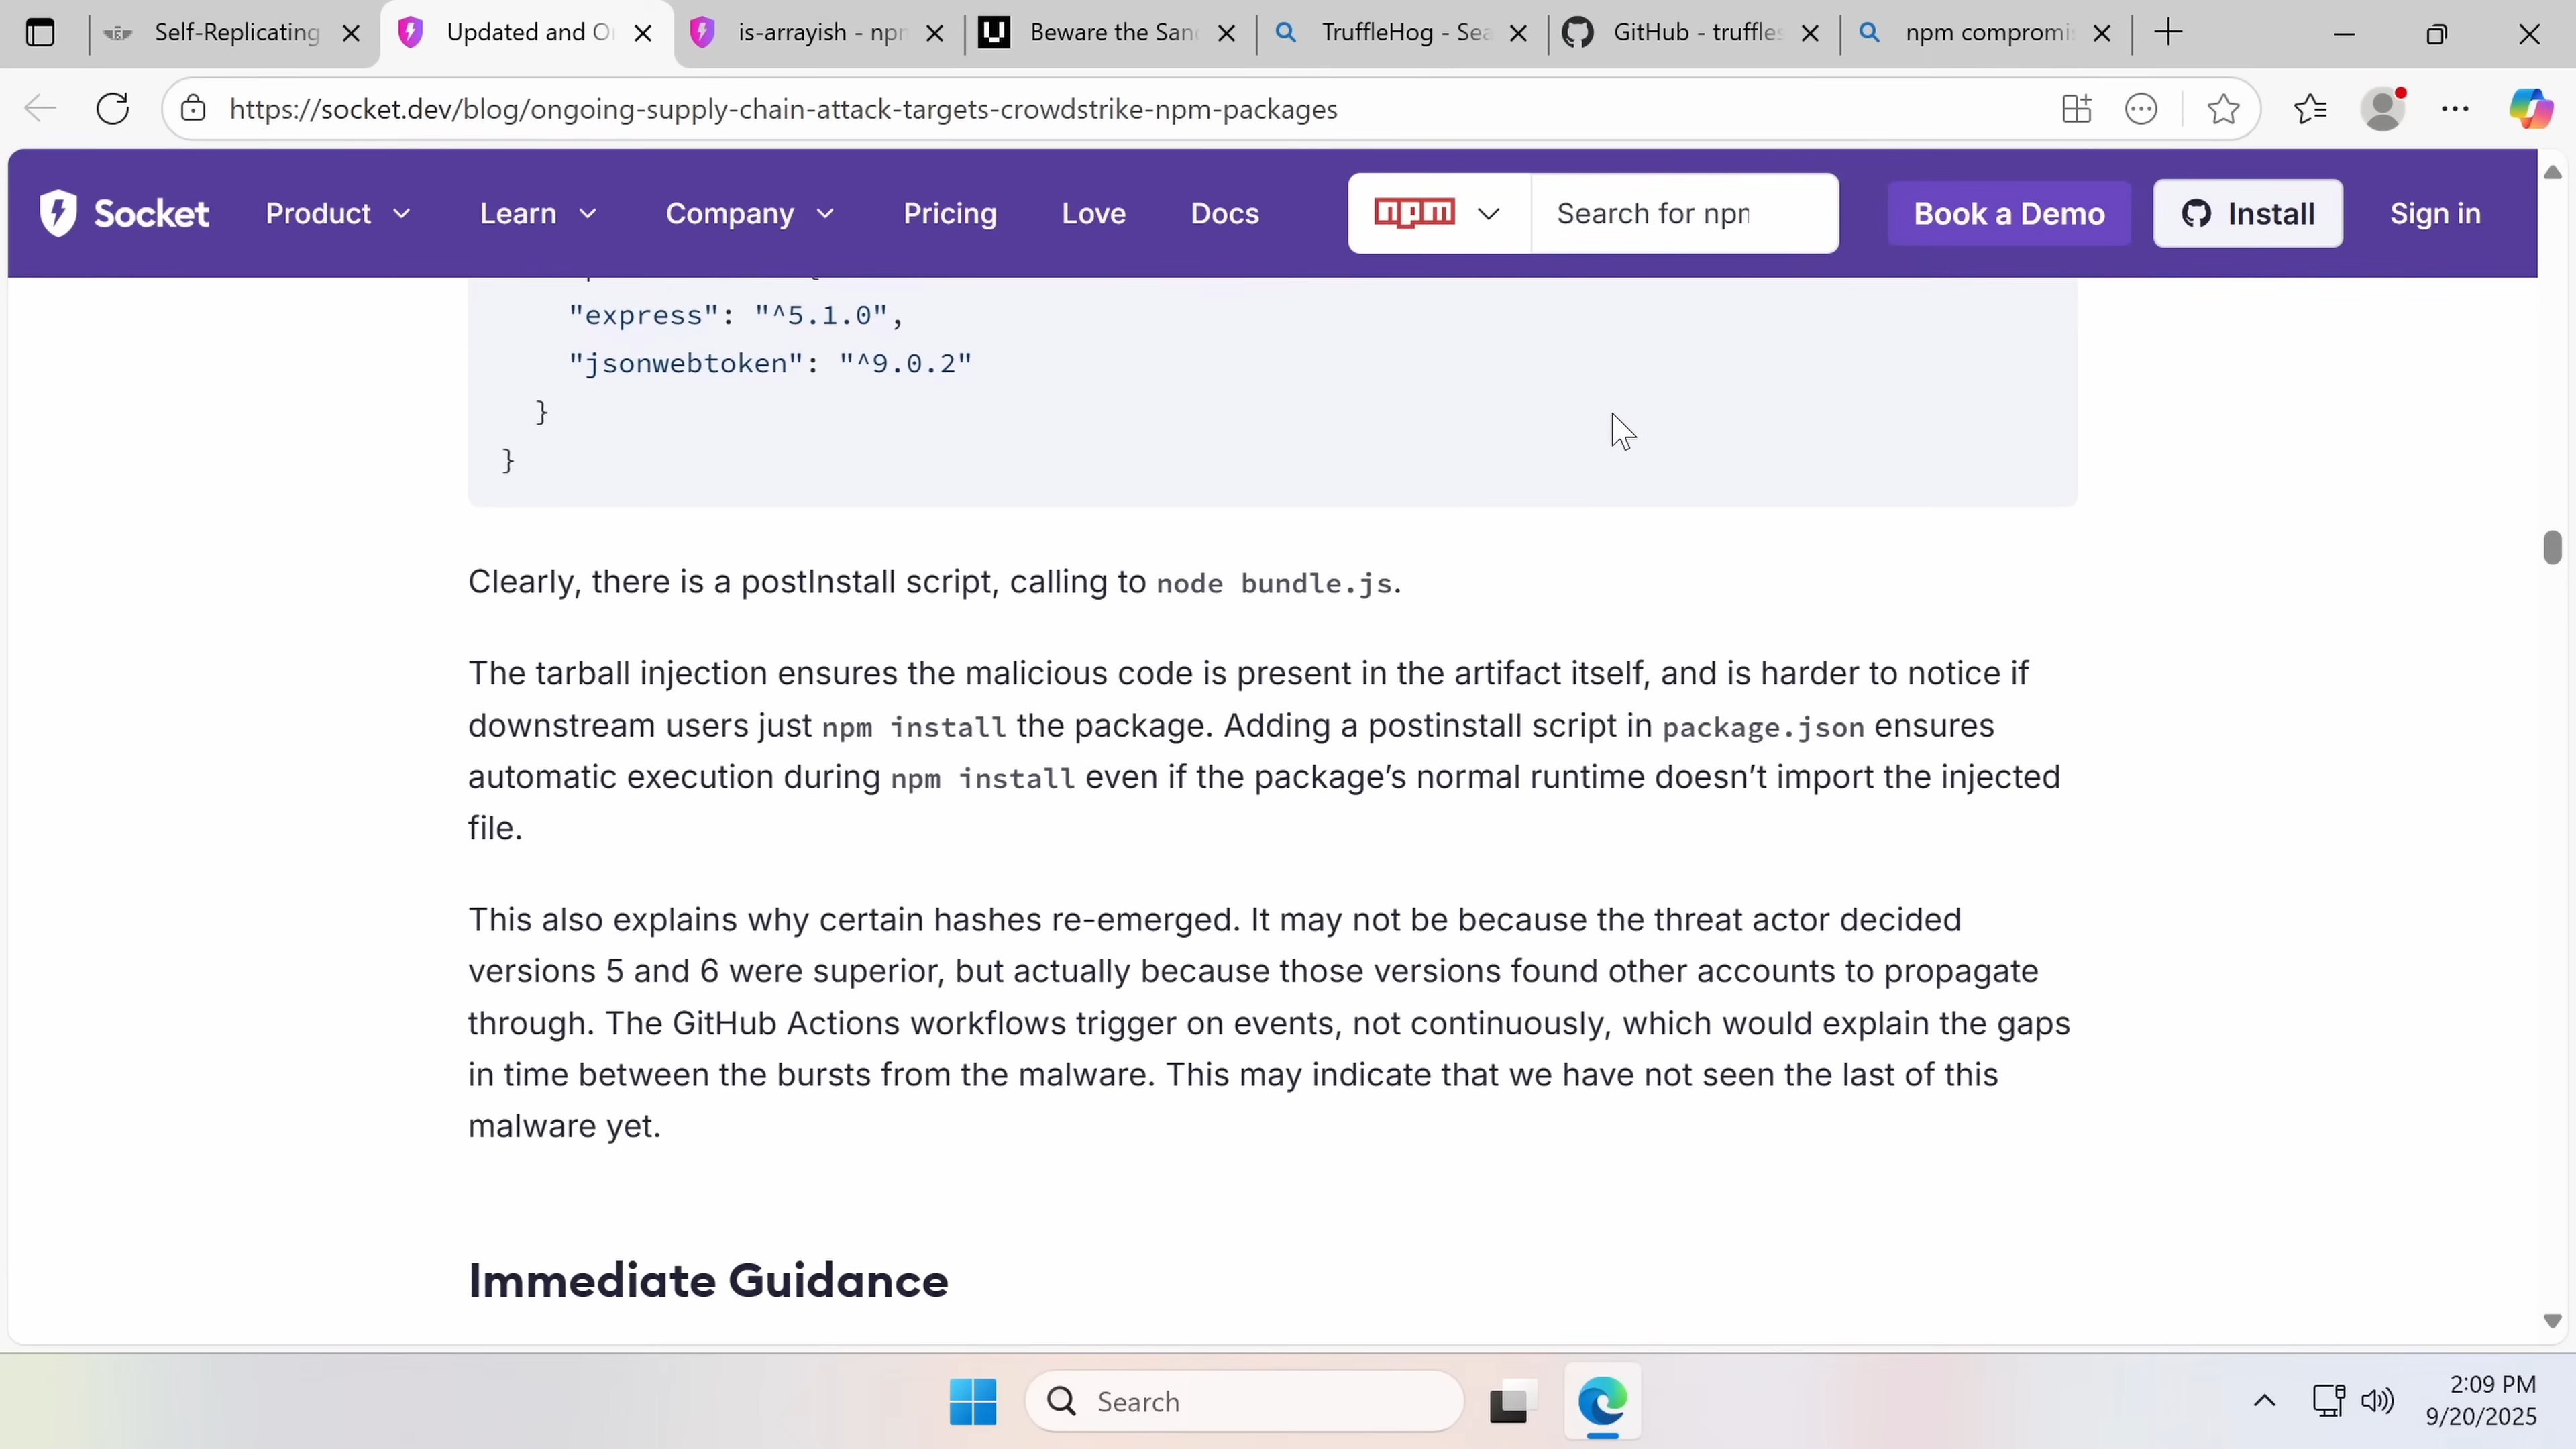 Self-Replicating
Updated and O
is-arrayish - npm
Beware the San
TruffleHog - Sea
GitHub - truffles
npm compromi
https://socket.dev/blog/ongoing-supply-chain-attack-targets-crowdstrike-npm-packages
Socket
Product
Learn
Company
Pricing
Love
Docs
npm
Search for npm
Book a Demo
Install
Sign in
"express": "^5.1.0",
"jsonwebtoken": "^9.0.2"
}
}
Clearly, there is a postInstall script, calling to node bundle.js.
The tarball injection ensures the malicious code is present in the artifact itself, and is harder to notice if
downstream users just npm install the package. Adding a postinstall script in package.json ensures
automatic execution during npm install even if the package’s normal runtime doesn’t import the injected
file.
This also explains why certain hashes re-emerged. It may not be because the threat actor decided
versions 5 and 6 were superior, but actually because those versions found other accounts to propagate
through. The GitHub Actions workflows trigger on events, not continuously, which would explain the gaps
in time between the bursts from the malware. This may indicate that we have not seen the last of this
malware yet.
Immediate Guidance
Search
2:09 PM
9/20/2025